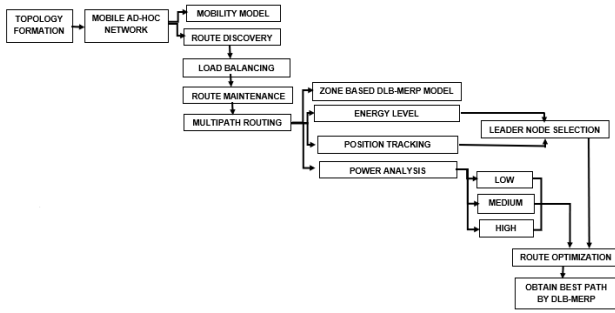 TOPOLOGY
FORMATION
MOBILE AD-HOC
NETWORK
MOBILITY MODEL
ROUTE DISCOVERY
LOAD BALANCING
ROUTE MAINTENANCE
MULTIPATH ROUTING
ZONE BASED DLB-MERP MODEL
ENERGY LEVEL
POSITION TRACKING
LEADER NODE SELECTION
POWER ANALYSIS
LOW
MEDIUM
HIGH
ROUTE OPTIMIZATION
OBTAIN BEST PATH
BY DLB-MERP